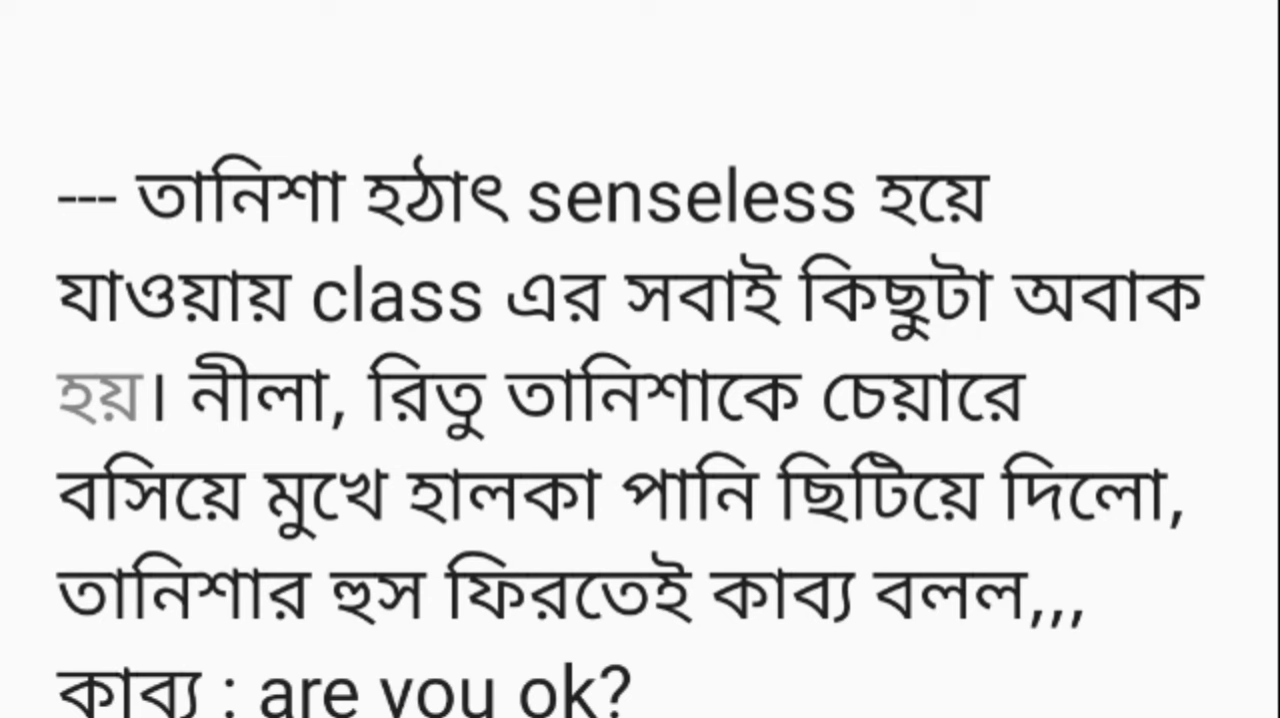 --- তানিশা হঠাৎ senseless হয়ে
যাওয়ায় class এর সবাই কিছুটা অবাক
হয়। নীলা, রিতু তানিশাকে চেয়ারে
বসিয়ে মুখে হালকা পানি ছিটিয়ে দিলো,
তানিশার হুস ফিরতেই কাব্য বলল,,,
কাব্য : are you ok?